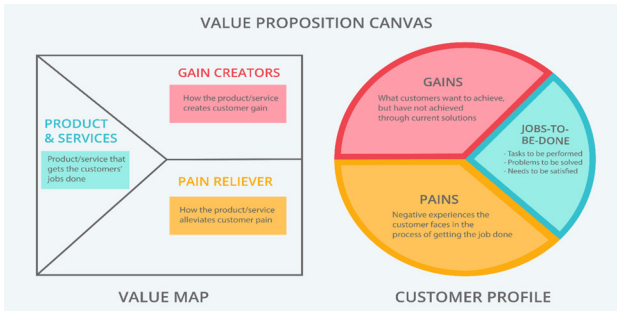 VALUE PROPOSITION CANVAS
GAIN CREATORS
How the product/service
creates customer gain
PRODUCT
& SERVICES
Product/service that
gets the customers'
jobs done
PAIN RELIEVER
How the product/service
alleviates customer pain
VALUE MAP
GAINS
What customers want to achieve,
but have not achieved
through current solutions
JOBS-TO-
BE-DONE
- Tasks to be performed
- Problems to be solved
- Needs to be satisfied
PAINS
Negative experiences the
customer faces in the
process of getting the job done
CUSTOMER PROFILE